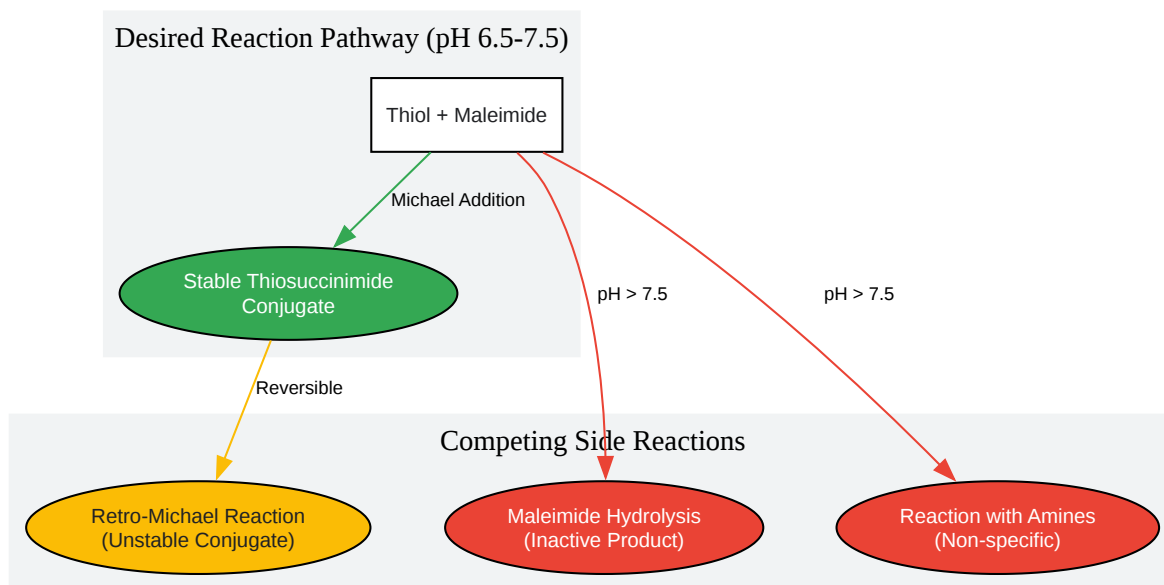 Desired Reaction Pathway (pH 6.5-7.5)
Thiol + Maleimide
Michael Addition
Stable Thiosuccinimide
Conjugate
pH > 7.5
pH > 7.5
Reversible
Competing Side Reactions
Retro-Michael Reaction
(Unstable Conjugate)
Maleimide Hydrolysis
(Inactive Product)
Reaction with Amines
(Non-specific)